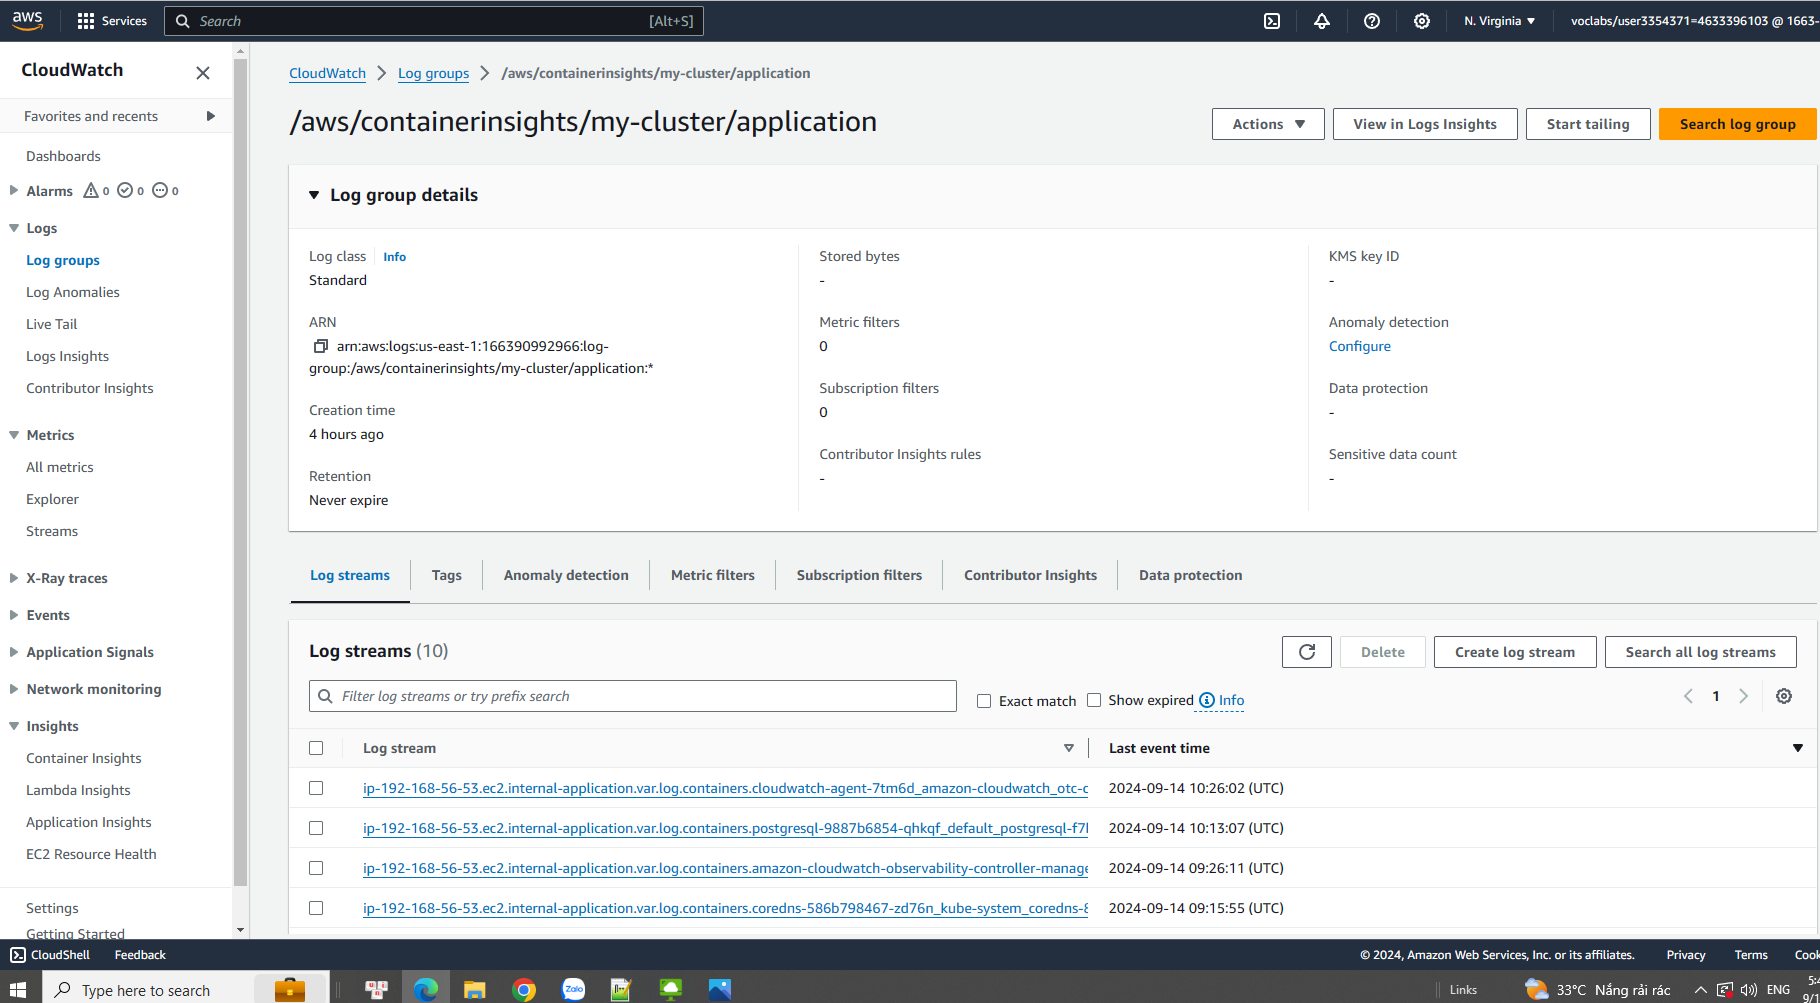 aws
Services
Search
[Alt+S]
N. Virginia
voclabs/user3354371=4633396103 @ 1663-
CloudWatch
Favorites and recents
Dashboards
Alarms 0 0 0
Logs
Log groups
Log Anomalies
Live Tail
Logs Insights
Contributor Insights
Metrics
All metrics
Explorer
Streams
X-Ray traces
Events
Application Signals
Network monitoring
Insights
Container Insights
Lambda Insights
Application Insights
EC2 Resource Health
Settings
Getting Started
CloudWatch > Log groups > /aws/containerinsights/my-cluster/application
/aws/containerinsights/my-cluster/application
Actions
View in Logs Insights
Start tailing
Search log group
Log group details
Log class Info
Standard
ARN
arn:aws:logs:us-east-1:166390992966:log-
group:/aws/containerinsights/my-cluster/application:*
Creation time
4 hours ago
Retention
Never expire
Stored bytes
-
Metric filters
0
Subscription filters
0
Contributor Insights rules
-
KMS key ID
-
Anomaly detection
Configure
Data protection
-
Sensitive data count
-
Log streams
Tags
Anomaly detection
Metric filters
Subscription filters
Contributor Insights
Data protection
Log streams (10)
Delete
Create log stream
Search all log streams
Filter log streams or try prefix search
Exact match
Show expired
Info
1
Log stream
Last event time
ip-192-168-56-53.ec2.internal-application.var.log.containers.cloudwatch-agent-7tm6d_amazon-cloudwatch_otc-c 2024-09-14 10:26:02 (UTC)
ip-192-168-56-53.ec2.internal-application.var.log.containers.postgresql-9887b6854-qhkqf_default_postgresql-f7 2024-09-14 10:13:07 (UTC)
ip-192-168-56-53.ec2.internal-application.var.log.containers.amazon-cloudwatch-observability-controller-manage 2024-09-14 09:26:11 (UTC)
ip-192-168-56-53.ec2.internal-application.var.log.containers.coredns-586b798467-zd76n_kube-system_coredns- 2024-09-14 09:15:55 (UTC)
CloudShell
Feedback
© 2024, Amazon Web Services, Inc. or its affiliates.
Privacy
Terms
Cook
Type here to search
Zalo
Links
33°C Nắng rải rác
ENG